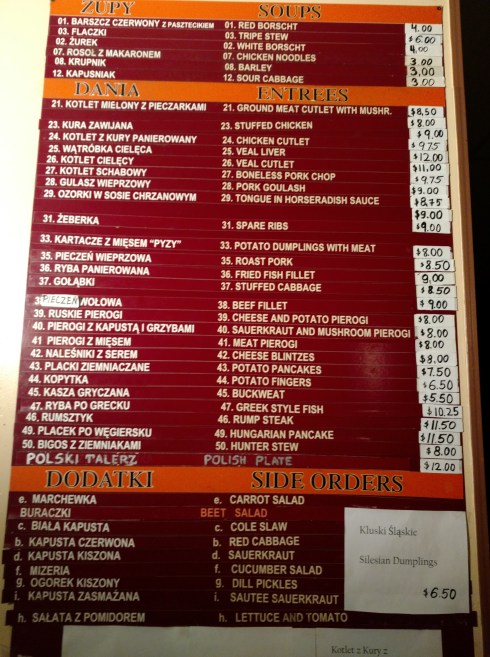 ZUPY SOUPS
01. BARSZCZ CZERWONY Z PASZTECIKIEM 01. RED BORSCHT 4.00
03. FLACZKI 03. TRIPE STEW $6.00
02. ŻUREK 02. WHITE BORSCHT 4.00
07. ROSÓŁ Z MAKARONEM 07. CHICKEN NOODLES 3.00
08. KRUPNIK 08. BARLEY 3.00
12. KAPUŚNIAK 12. SOUR CABBAGE 3.00
DANIA ENTREES
21. KOTLET MIELONY Z PIECZARKAMI 21. GROUND MEAT CUTLET WITH MUSHR. $8,50
23. KURA ZAWIJANA 23. STUFFED CHICKEN $8.00
24. KOTLET Z KURY PANIEROWANY 24. CHICKEN CUTLET $9.00
25. WĄTRÓBKA CIELĘCA 25. VEAL LIVER $9.75
26. KOTLET CIELĘCY 26. VEAL CUTLET $12.00
27. KOTLET SCHABOWY 27. BONELESS PORK CHOP $11.00
28. GULASZ WIEPRZOWY 28. PORK GOULASH $9.75
$9.00
29. OZORKI W SOSIE CHRZANOWYM 29. TONGUE IN HORSERADISH SAUCE $8,75
$9.00
31. ŻEBERKA 31. SPARE RIBS $9.00
33. KARTACZE Z MIĘSEM "PYZY" 33. POTATO DUMPLINGS WITH MEAT $8.00
35. PIECZEŃ WIEPRZOWA 35. ROAST PORK $8.50
36. RYBA PANIEROWANA 36. FRIED FISH FILLET 9,00
37. GOŁĄBKI 37. STUFFED CABBAGE $8.50
38. PIECZEŃ WOŁOWA 38. BEEF FILLET $9.00
39. RUSKIE PIEROGI 39. CHEESE AND POTATO PIEROGI $8.00
40. PIEROGI Z KAPUSTĄ I GRZYBAMI 40. SAUERKRAUT AND MUSHROOM PIEROGI $8.00
41 PIEROGI Z MIĘSEM 41. MEAT PIEROGI $8.00
42. NALEŚNIKI Z SEREM 42. CHEESE BLINTZES $8.00
43. PLACKI ZIEMNIACZANE 43. POTATO PANCAKES $7.50
44. KOPYTKA 44. POTATO FINGERS $6.50
45. KASZA GRYCZANA 45. BUCKWEAT $5.50
47. RYBA PO GRECKU 47. GREEK STYLE FISH $10.25
46. RUMSZTYK 46. RUMP STEAK $11.50
49. PLACEK PO WĘGIERSKU 49. HUNGARIAN PANCAKE $11.50
50. BIGOS Z ZIEMNIAKAMI 50. HUNTER STEW $8.00
POLSKI TALERZ POLISH PLATE $12.00
DODATKI SIDE ORDERS
e. MARCHEWKA e. CARROT SALAD
BURACZKI BEET SALAD
c. BIAŁA KAPUSTA c. COLE SLAW
b. KAPUSTA CZERWONA b. RED CABBAGE
d. KAPUSTA KISZONA d. SAUERKRAUT
f. MIZERIA f. CUCUMBER SALAD
g. OGOREK KISZONY g. DILL PICKLES
i. KAPUSTA ZASMAŻANA i. SAUTEE SAUERKRAUT
h. SAŁATA Z POMIDOREM h. LETTUCE AND TOMATO
Kluski Śląskie
Silesian Dumplings
$6.50
Kotlet z Kury z